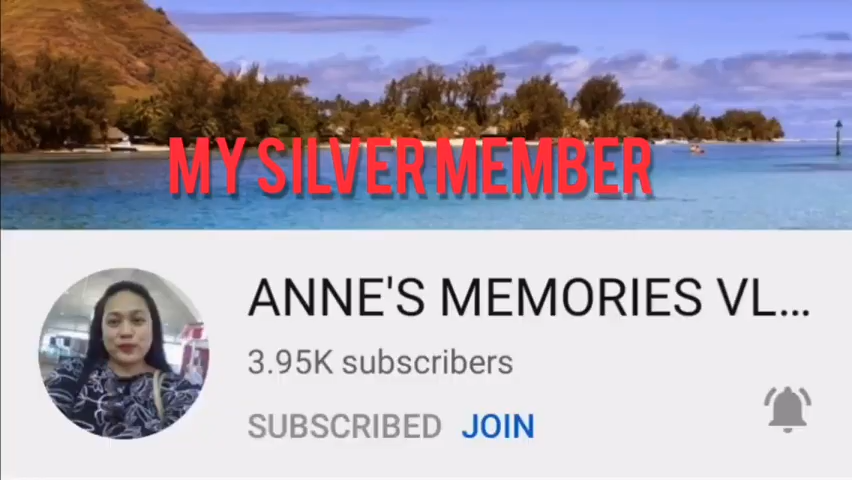 MY SILVER MEMBER
ANNE'S MEMORIES VL...
3.95K subscribers
SUBSCRIBED JOIN